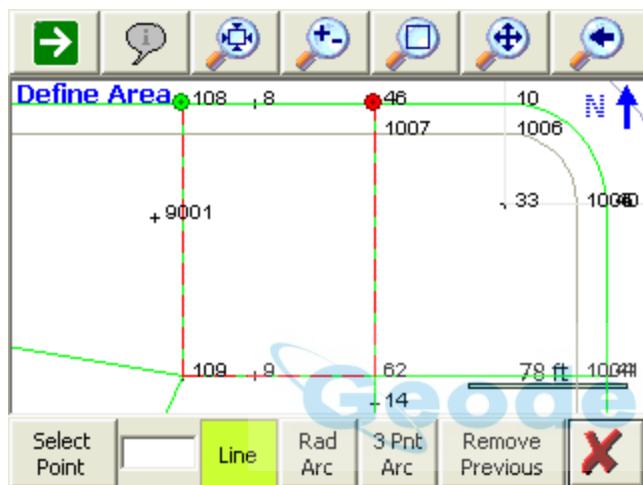 Define Area
108 8 46 10 N
1007 1006
9001 33
109 9 62 78 ft
14
Geode
Select Point Line Rad Arc 3 Pnt Arc Remove Previous